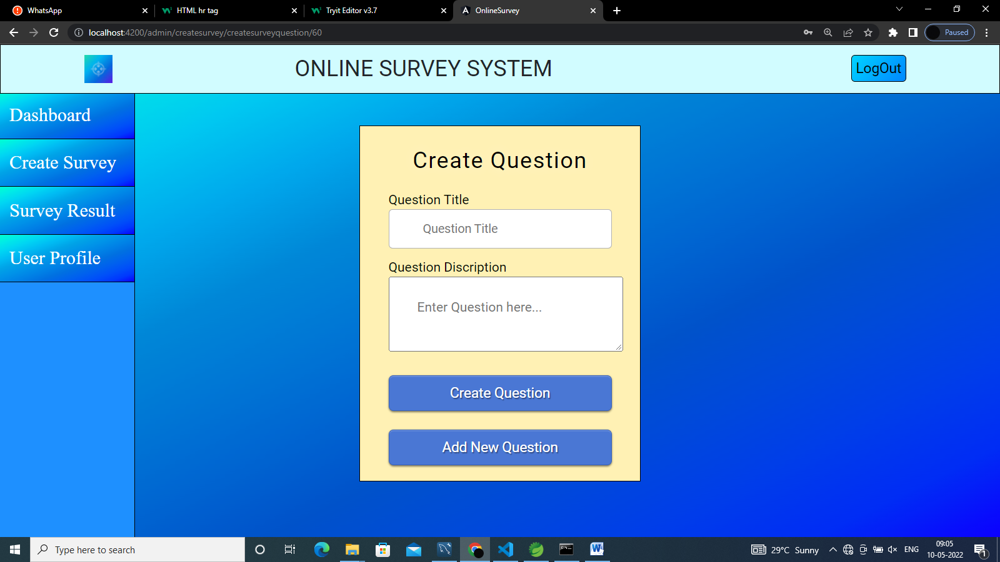 WhatsApp
HTML hr tag
Tryit Editor v3.7
OnlineSurvey
localhost:4200/admin/createsurvey/createsurveyquestion/60
Paused
ONLINE SURVEY SYSTEM
LogOut
Dashboard
Create Survey
Survey Result
User Profile
Create Question
Question Title
Question Title
Question Discription
Enter Question here...
Create Question
Add New Question
Type here to search
29°C Sunny
ENG
09:05
10-05-2022
1